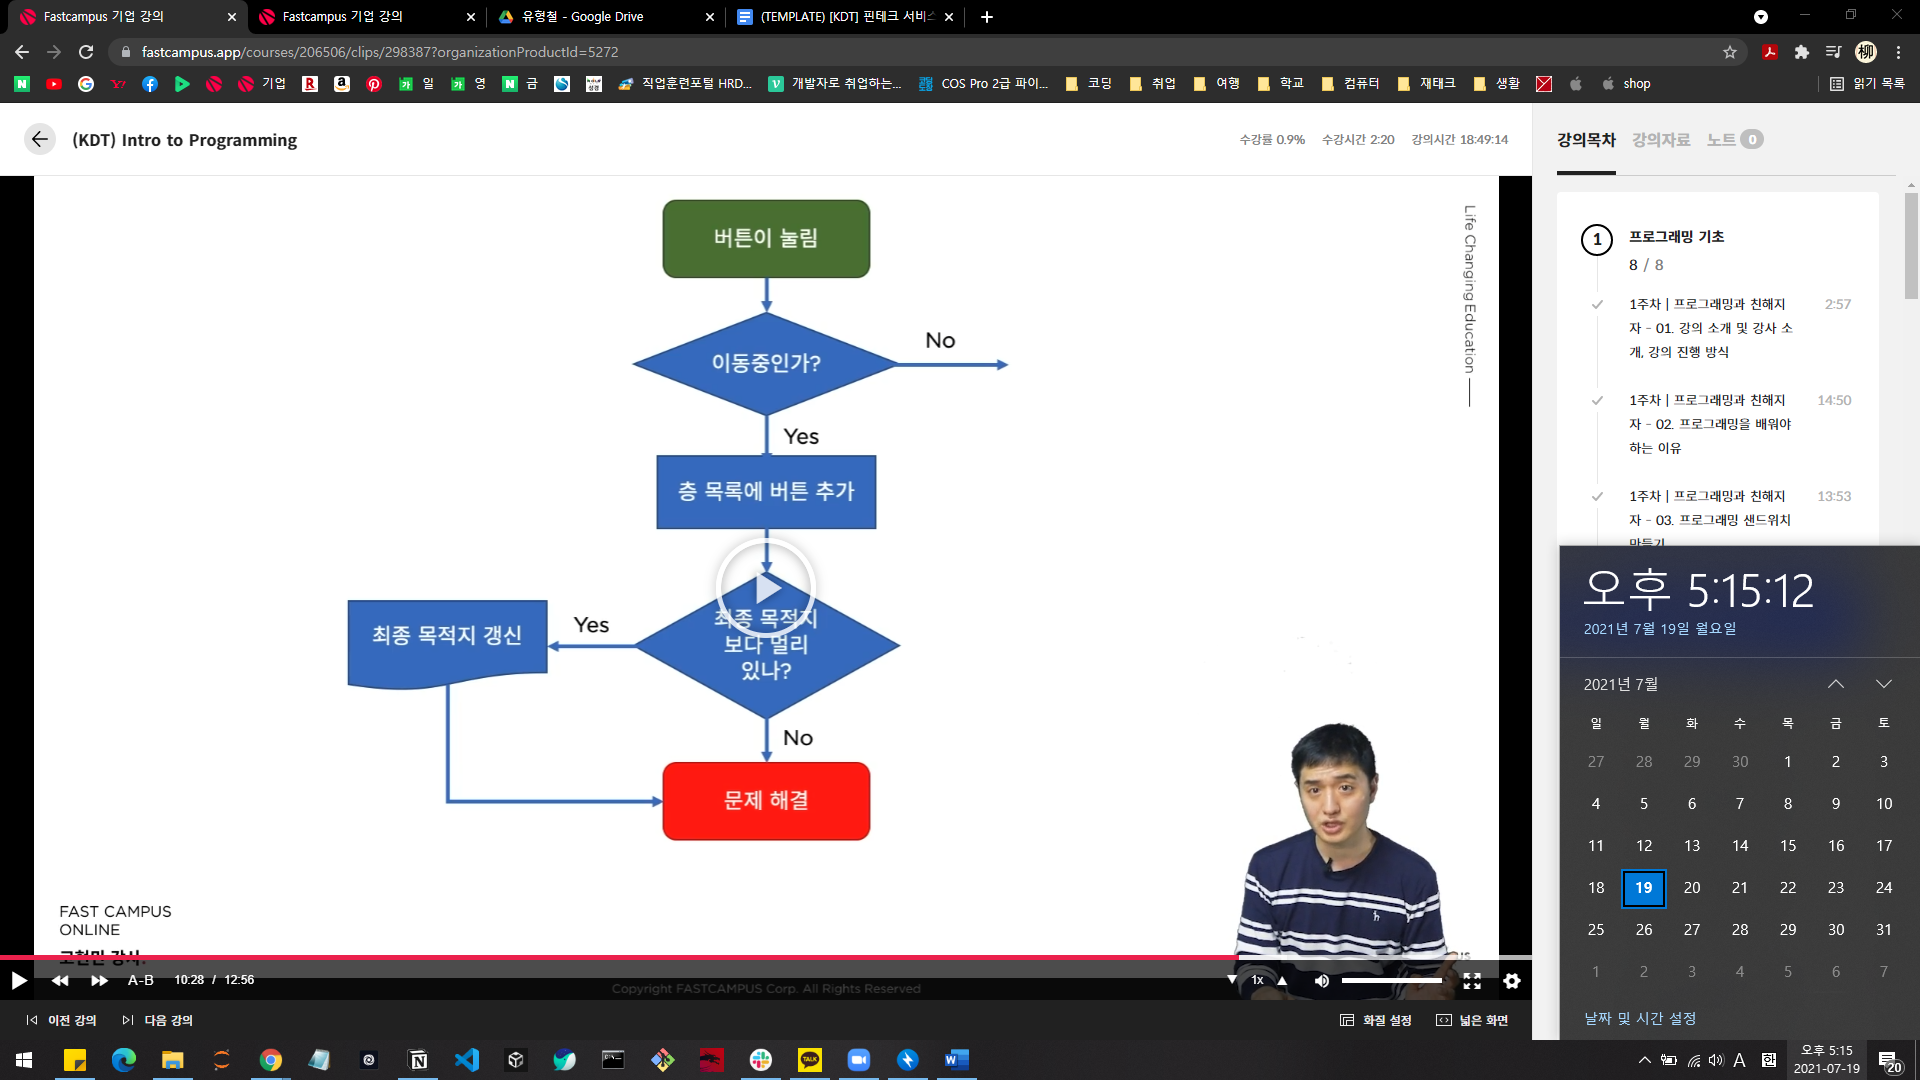 Fastcampus 기업 강의
Fastcampus 기업 강의
유형철 - Google Drive
(TEMPLATE) [KDT] 핀테크 서비스
fastcampus.app/courses/206506/clips/298387?organizationProductId=5272
기업
일
영
금
직업훈련포털 HRD...
개발자로 취업하는...
COS Pro 2급 파이...
코딩
취업
여행
학교
컴퓨터
재테크
생활
shop
읽기 목록
(KDT) Intro to Programming
수강률 0.9% 수강시간 2:20 강의시간 18:49:14
강의목차 강의자료 노트 0
버튼이 눌림
이동중인가?
No
Yes
층 목록에 버튼 추가
최종 목적지
보다 멀리
있나?
Yes
최종 목적지 갱신
No
문제 해결
Life Changing Education
FAST CAMPUS
ONLINE
Copyright FASTCAMPUS Corp. All Rights Reserved
A-B 10:28 / 12:56
1x
이전 강의 다음 강의
화질 설정 넓은 화면
1 프로그래밍 기초
8 / 8
1주차 | 프로그래밍과 친해지 2:57
자 - 01. 강의 소개 및 강사 소
개, 강의 진행 방식
1주차 | 프로그래밍과 친해지 14:50
자 - 02. 프로그래밍을 배워야
하는 이유
1주차 | 프로그래밍과 친해지 13:53
자 - 03. 프로그래밍 샌드위치
만들기
오후 5:15:12
2021년 7월 19일 월요일
2021년 7월
일 월 화 수 목 금 토
27 28 29 30 1 2 3
4 5 6 7 8 9 10
11 12 13 14 15 16 17
18 19 20 21 22 23 24
25 26 27 28 29 30 31
1 2 3 4 5 6 7
날짜 및 시간 설정
A 한
오후 5:15
2021-07-19
20